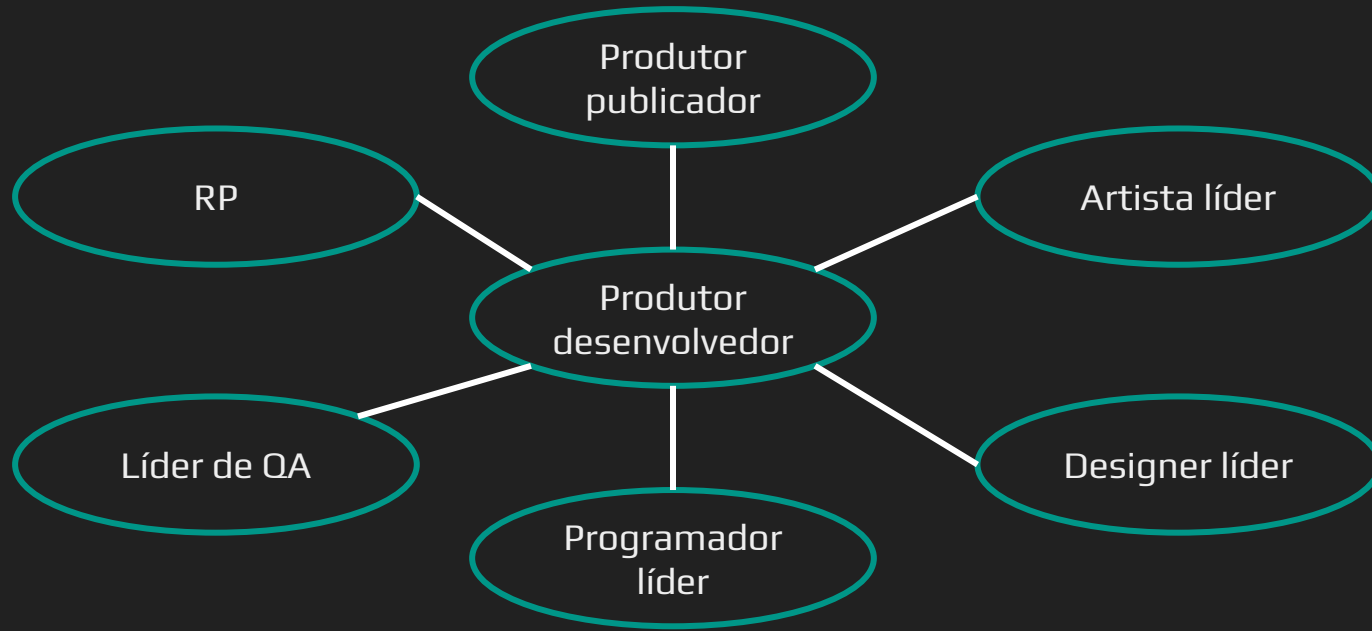 Produtor
publicador
RP
Artista líder
Produtor
desenvolvedor
Líder de QA
Designer líder
Programador
líder